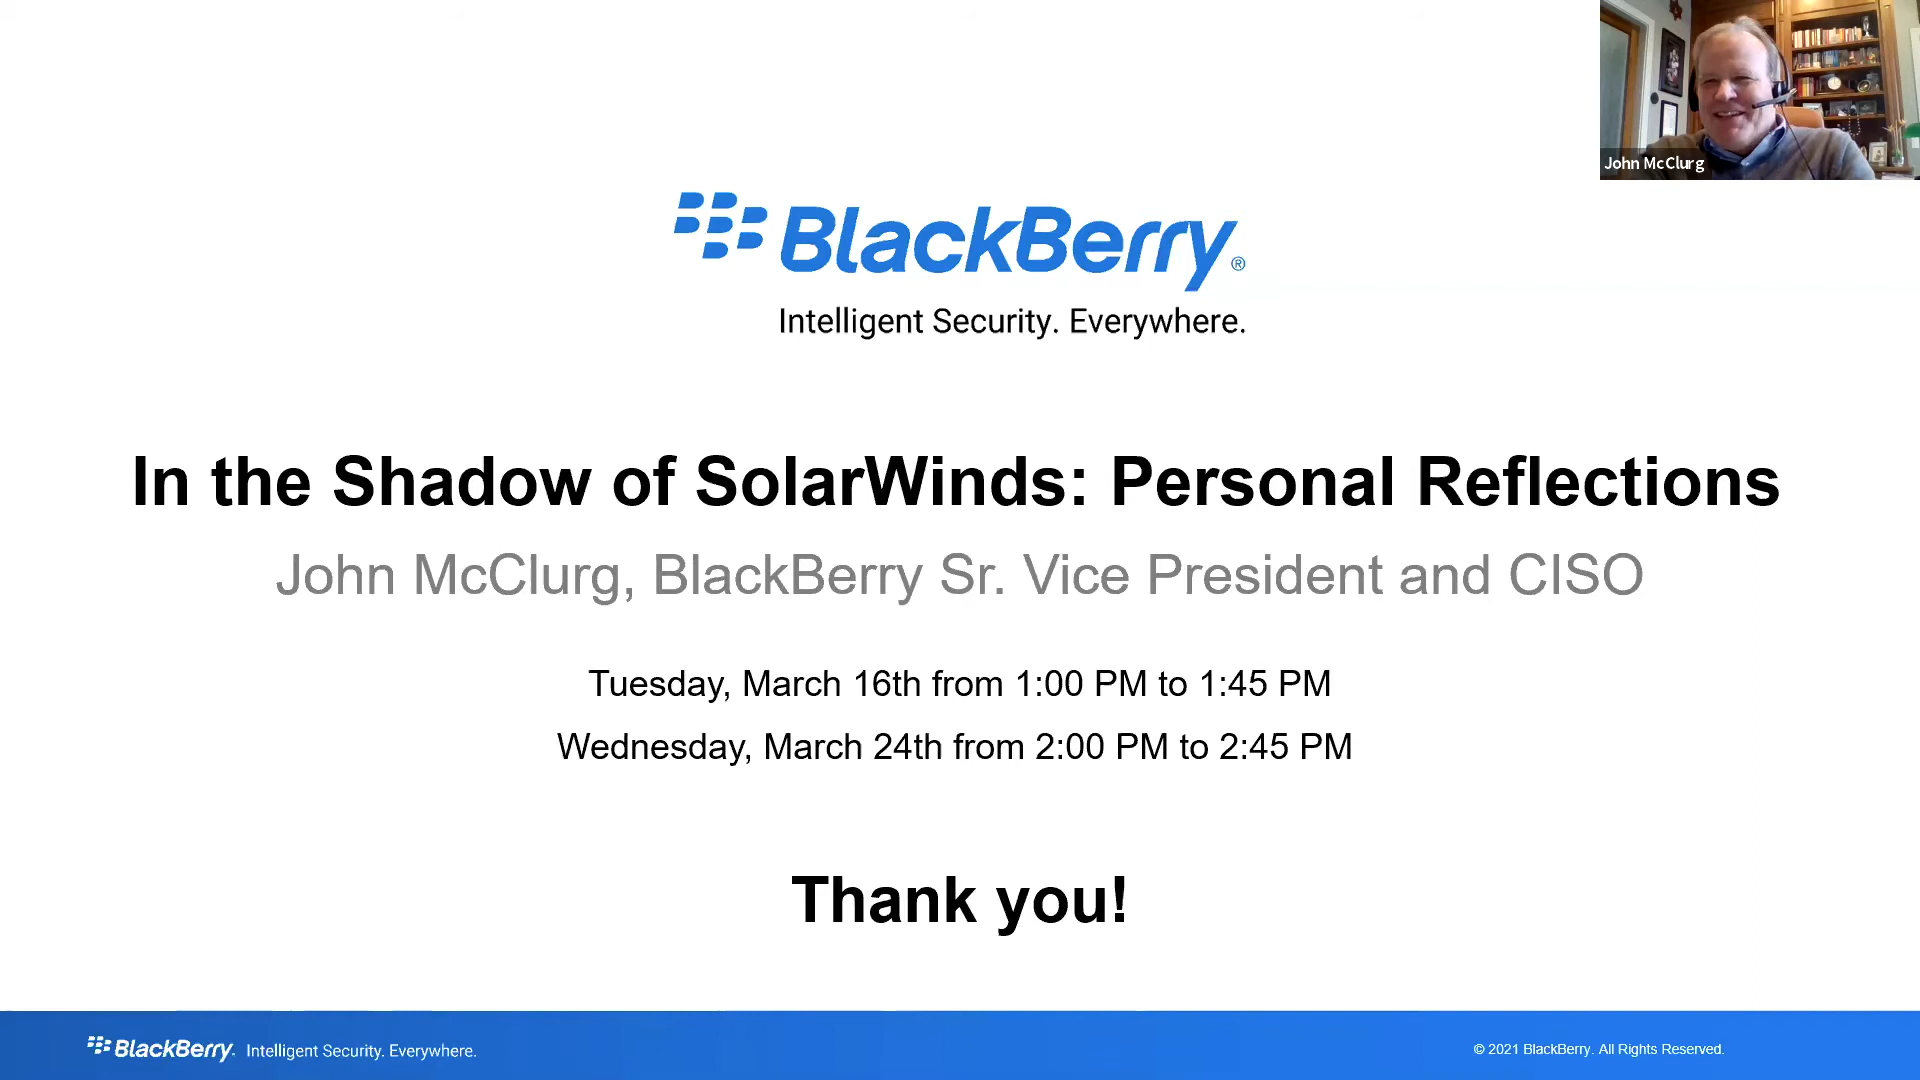 John McClurg
BlackBerry®
Intelligent Security. Everywhere.
In the Shadow of SolarWinds: Personal Reflections
John McClurg, BlackBerry Sr. Vice President and CISO
Tuesday, March 16th from 1:00 PM to 1:45 PM
Wednesday, March 24th from 2:00 PM to 2:45 PM
Thank you!
BlackBerry. Intelligent Security. Everywhere.
© 2021 BlackBerry. All Rights Reserved.